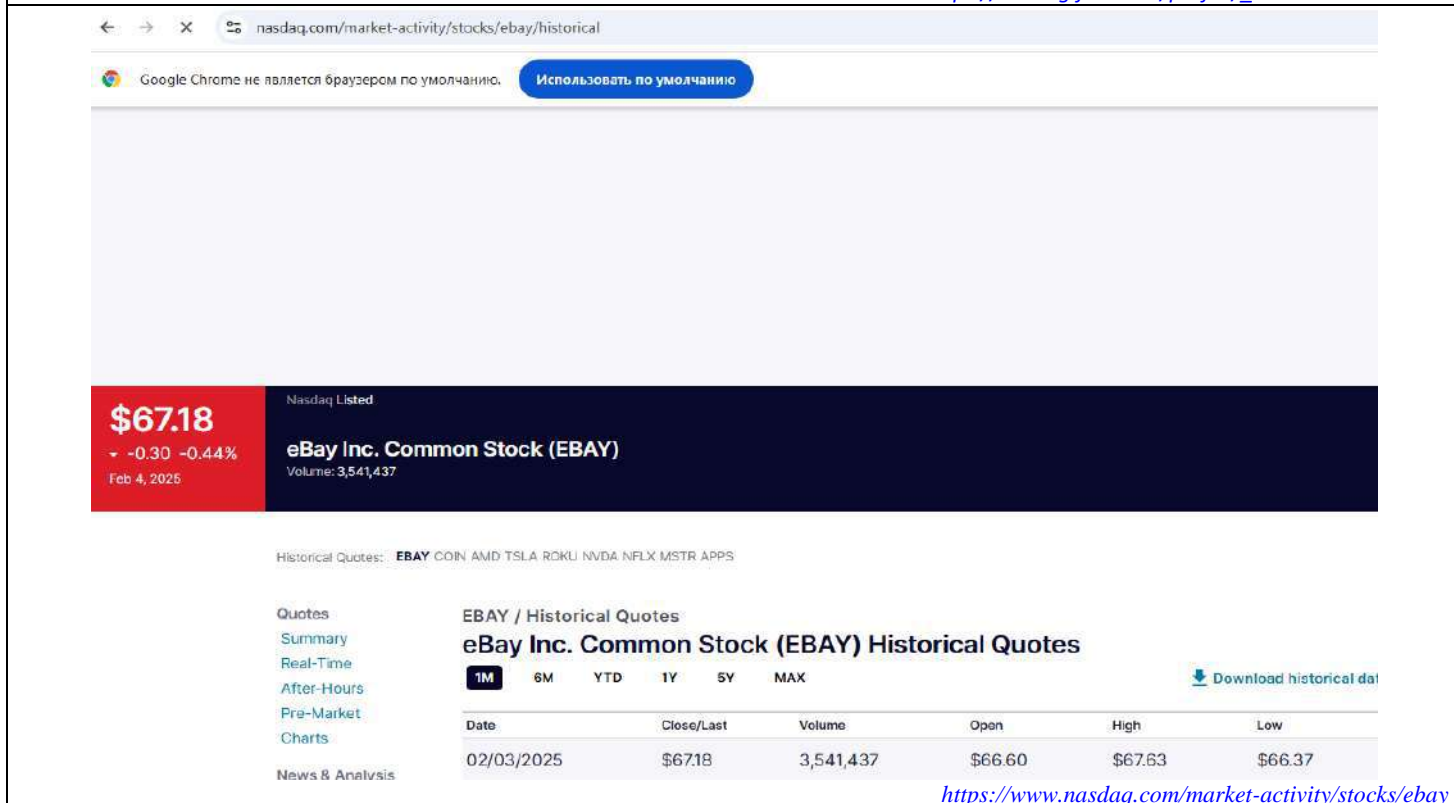 nasdaq.com/market-activity/stocks/ebay/historical
Google Chrome не является браузером по умолчанию. Использовать по умолчанию
Nasdaq Listed
$67.18
-0.30 -0.44%
Feb 4, 2025
eBay Inc. Common Stock (EBAY)
Volume: 3,541,437
Historical Quotes: EBAY COIN AMD TSLA ROKU NVDA NFLX MSTR APPS
Quotes
Summary
Real-Time
After-Hours
Pre-Market
Charts
News & Analysis
EBAY / Historical Quotes
eBay Inc. Common Stock (EBAY) Historical Quotes
1M 6M YTD 1Y 5Y MAX
Download historical dat
Date Close/Last Volume Open High Low
02/03/2025 $67.18 3,541,437 $66.60 $67.63 $66.37
https://www.nasdaq.com/market-activity/stocks/ebay